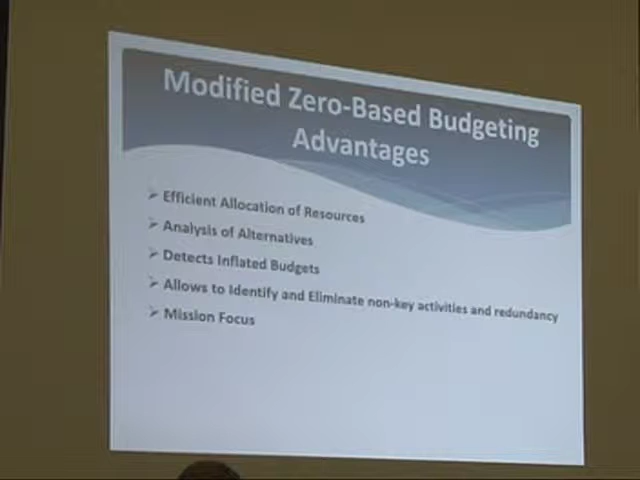 Modified Zero-Based Budgeting
Advantages
Efficient Allocation of Resources
Analysis of Alternatives
Detects Inflated Budgets
Allows to Identify and Eliminate non-key activities and redundancy
Mission Focus